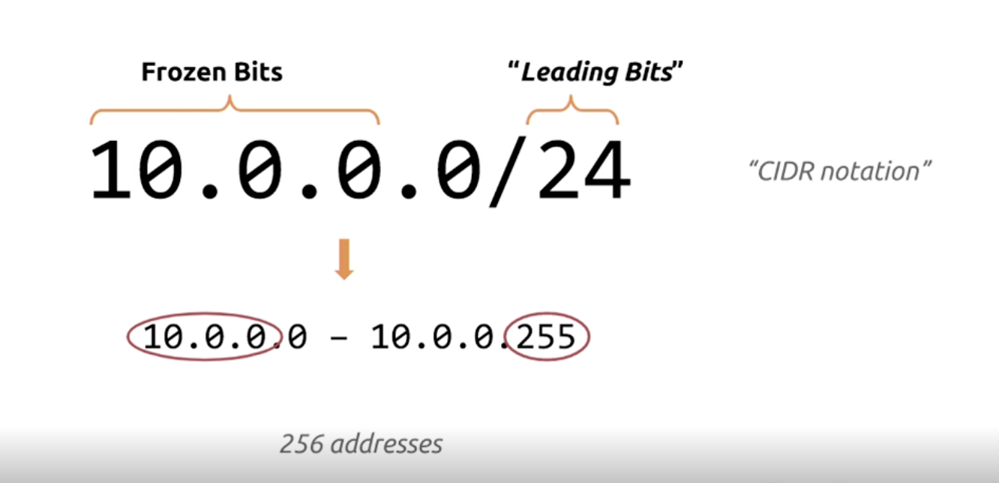 Frozen Bits
“Leading Bits”
10.0.0.0/24
“CIDR notation”
10.0.0.0 – 10.0.0.255
256 addresses